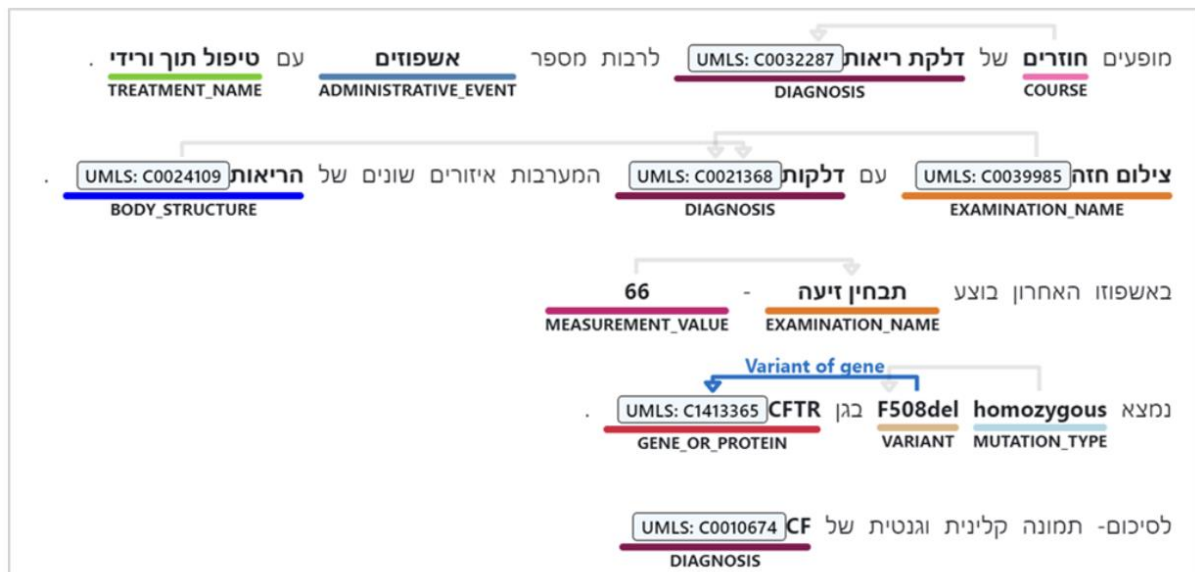 מופעים חוזרים של דלקת ריאות UMLS: C0032287 לרבות מספר אשפוזים עם טיפול תוך ורידי .
COURSE DIAGNOSIS ADMINISTRATIVE_EVENT TREATMENT_NAME
צילום חזה UMLS: C0039985 עם דלקות UMLS: C0021368 המערבות איזורים שונים של הריאות UMLS: C0024109 .
EXAMINATION_NAME DIAGNOSIS BODY_STRUCTURE
באשפוזו האחרון בוצע תבחין זיעה - 66
EXAMINATION_NAME MEASUREMENT_VALUE
Variant of gene
נמצא homozygous F508del בגן CFTR UMLS: C1413365 .
MUTATION_TYPE VARIANT GENE_OR_PROTEIN
לסיכום- תמונה קלינית וגנטית של CF UMLS: C0010674
DIAGNOSIS